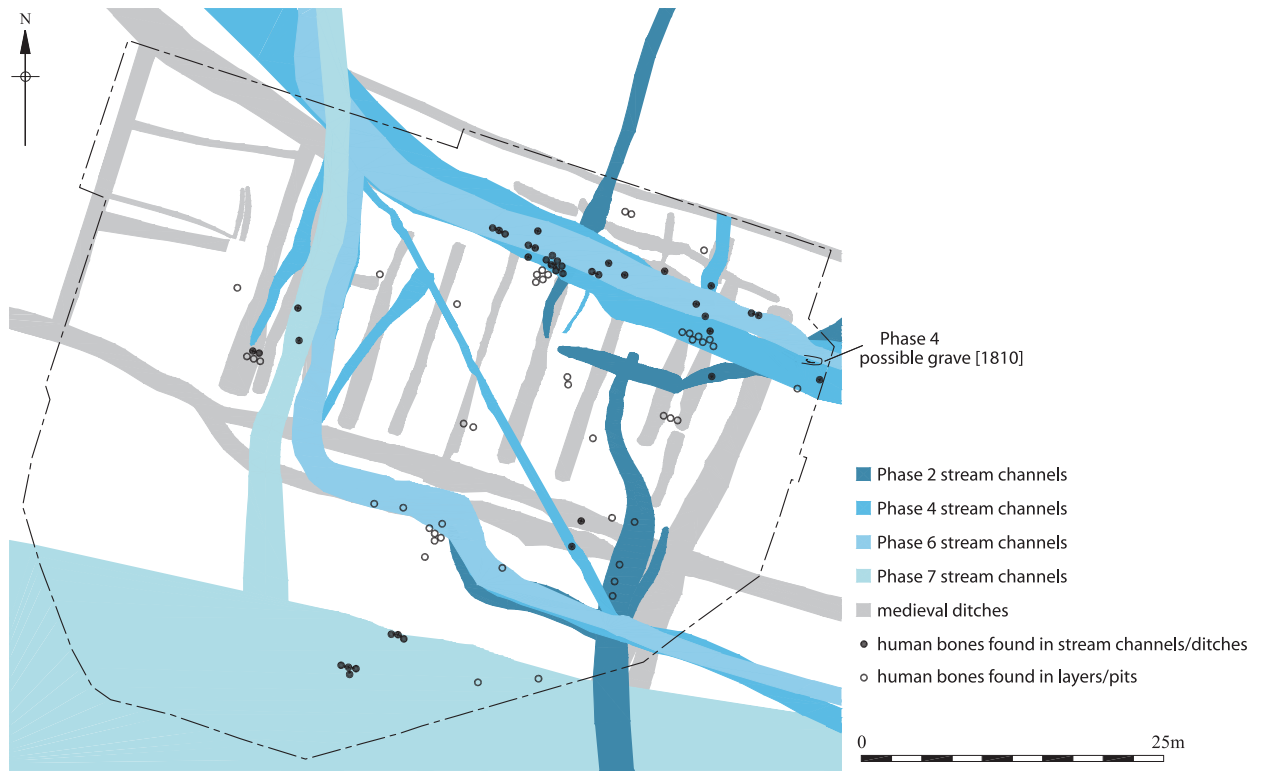 N
Phase 4
possible grave [1810]
Phase 2 stream channels
Phase 4 stream channels
Phase 6 stream channels
Phase 7 stream channels
medieval ditches
human bones found in stream channels/ditches
human bones found in layers/pits
0 25m